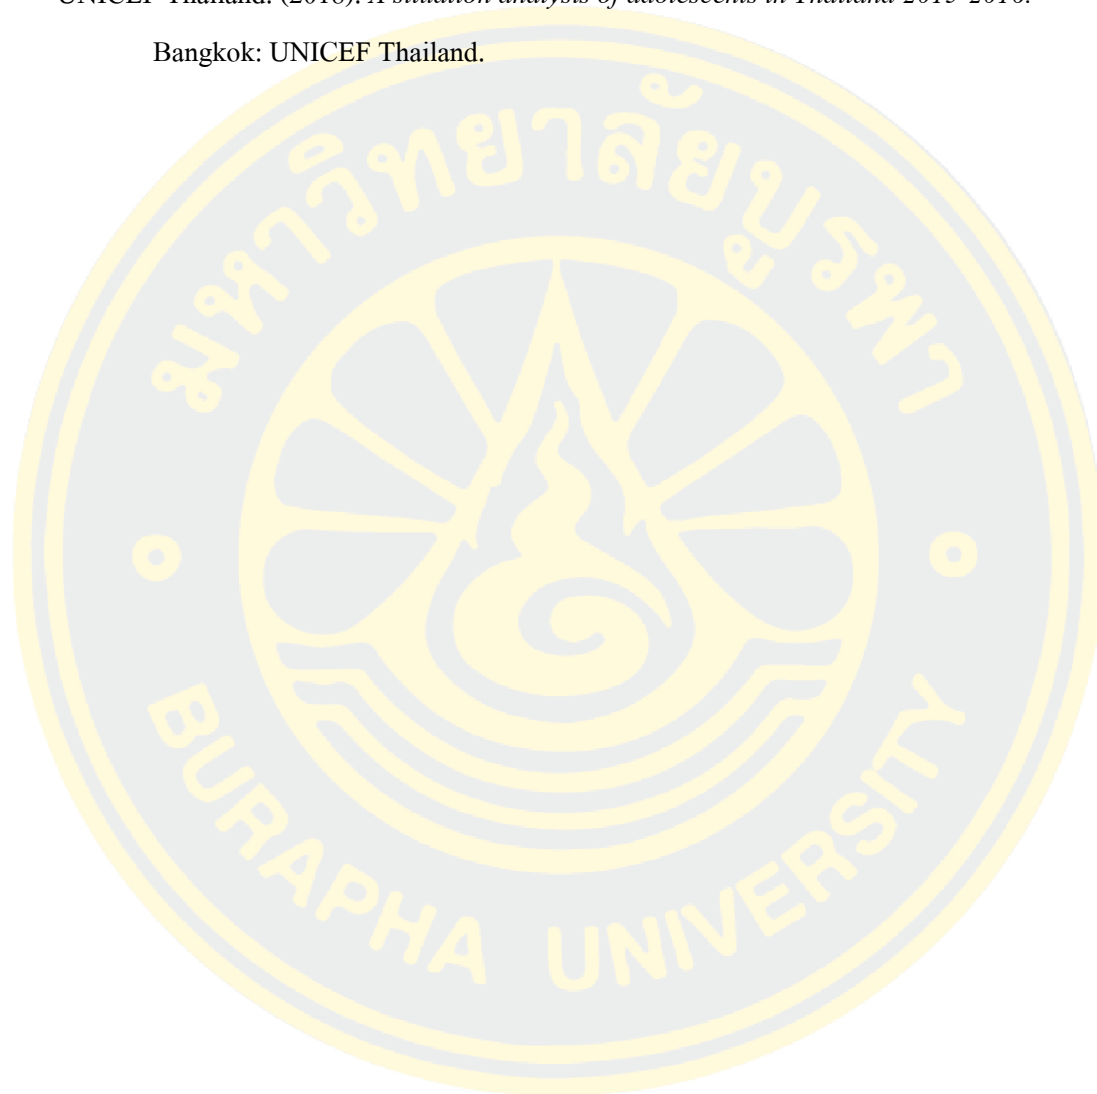 UNICEF Thailand. (2016). A situation analysis of adolescents in Thailand 2015-2016.
Bangkok: UNICEF Thailand.
มหาวิทยาลัยบูรพา
BURAPHA UNIVERSITY